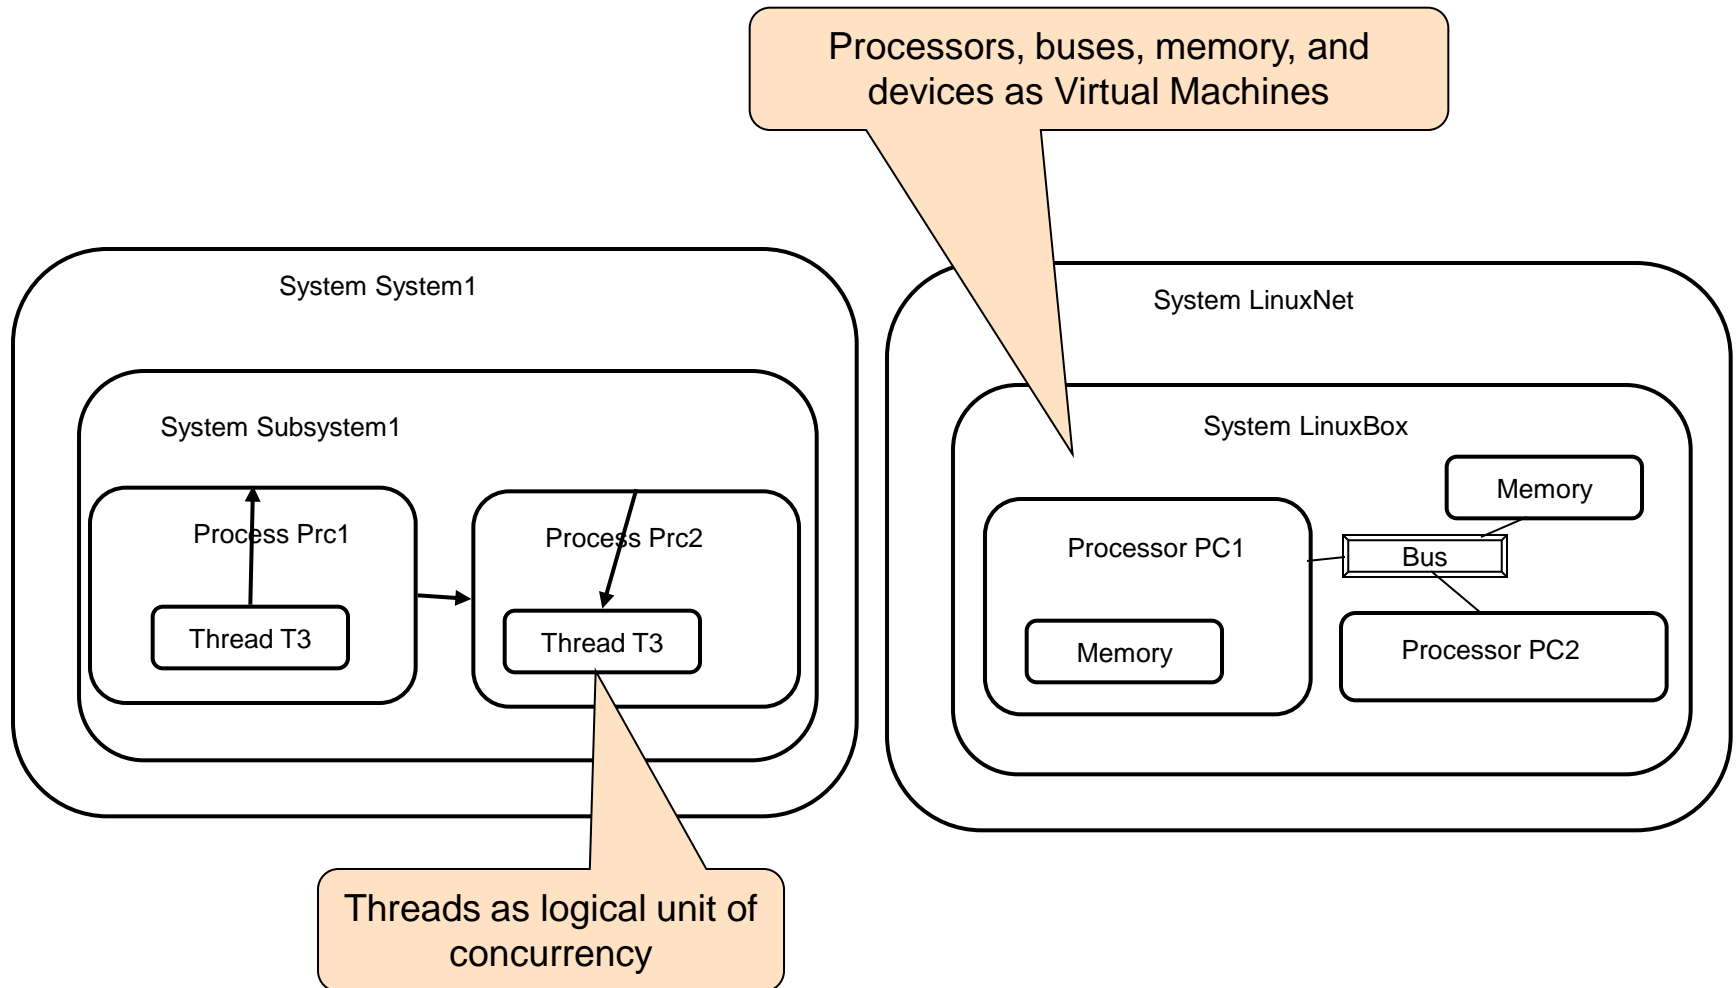 Processors, buses, memory, and
devices as Virtual Machines
System System1
System Subsystem1
Process Prc1
Thread T3
Process Prc2
Thread T3
System LinuxNet
System LinuxBox
Memory
Processor PC1
Bus
Memory
Processor PC2
Threads as logical unit of
concurrency